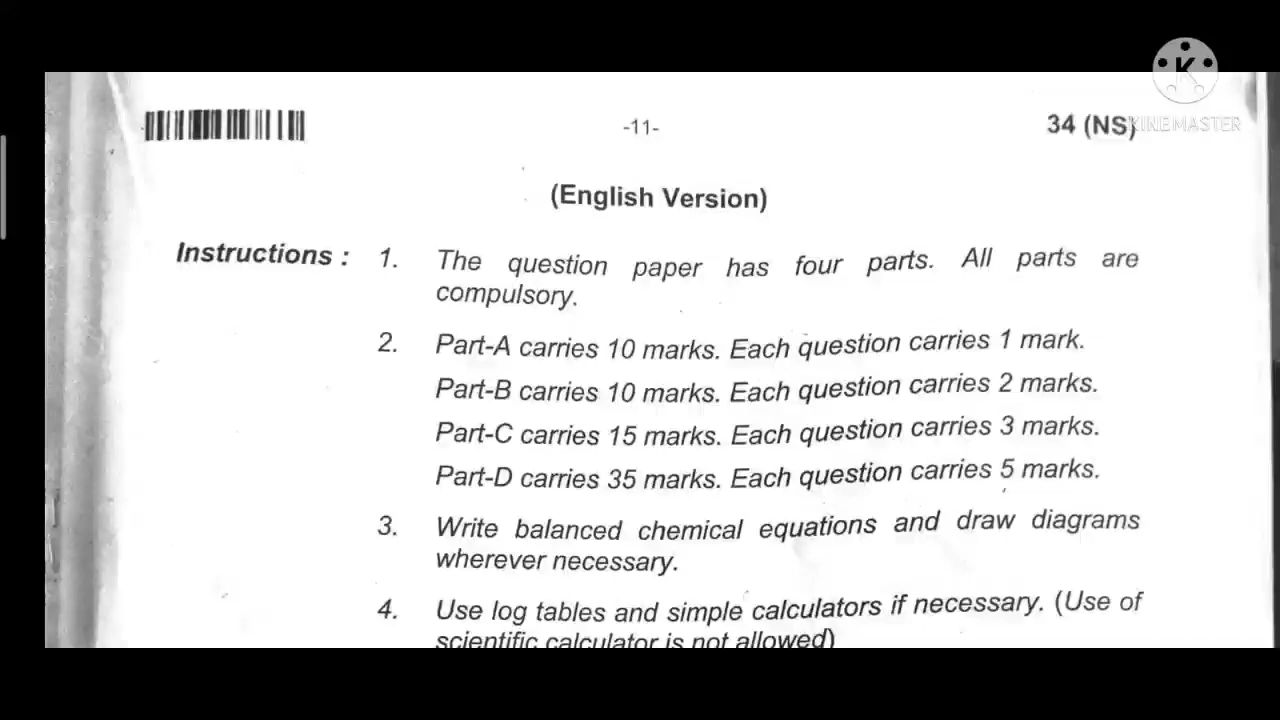 -11-
34 (NS)
KINEMASTER
(English Version)
Instructions : 1. The question paper has four parts. All parts are
compulsory.
2. Part-A carries 10 marks. Each question carries 1 mark.
Part-B carries 10 marks. Each question carries 2 marks.
Part-C carries 15 marks. Each question carries 3 marks.
Part-D carries 35 marks. Each question carries 5 marks.
3. Write balanced chemical equations and draw diagrams
wherever necessary.
4. Use log tables and simple calculators if necessary. (Use of
scientific calculator is not allowed)